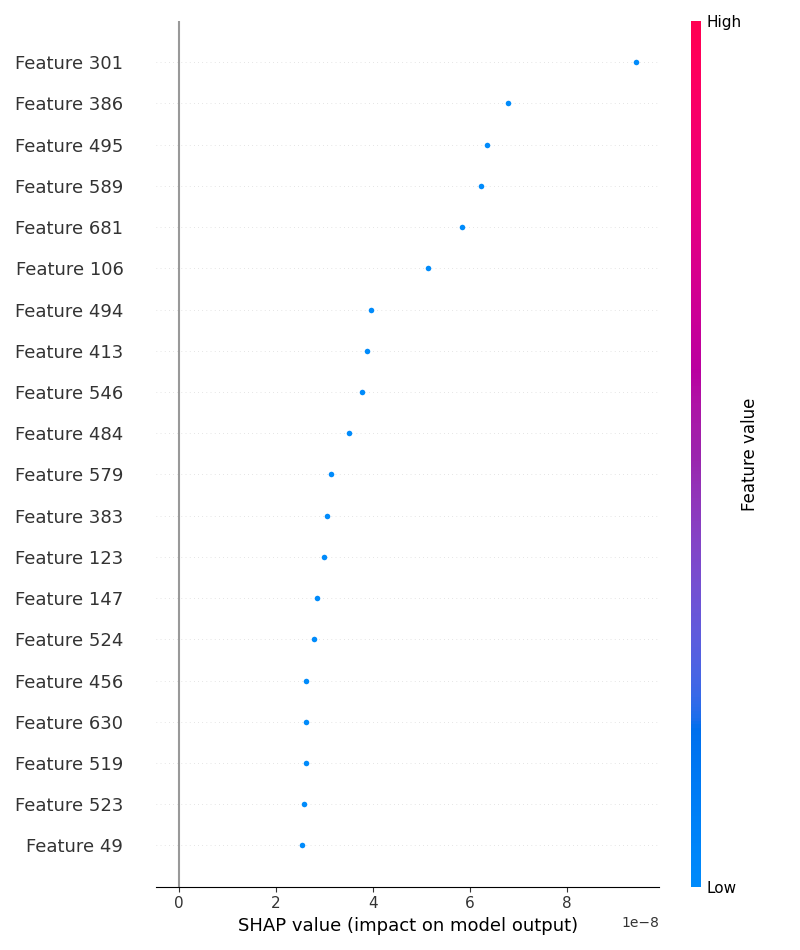 High
Feature 301
Feature 386
Feature 495
Feature 589
Feature 681
Feature 106
Feature 494
Feature 413
Feature 546
Feature 484
Feature 579
Feature 383
Feature 123
Feature 147
Feature 524
Feature 456
Feature 630
Feature 519
Feature 523
Feature 49
Feature value
Low
0 2 4 6 8
1e−8
SHAP value (impact on model output)